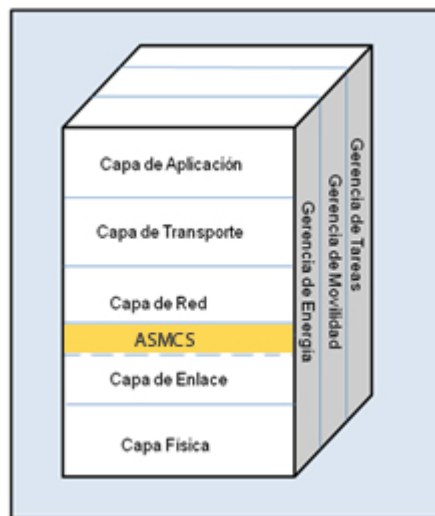 Capa de Aplicación
Capa de Transporte
Capa de Red
ASMCS
Capa de Enlace
Capa Física
Gerencia de Energía
Gerencia de Movilidad
Gerencia de Tareas